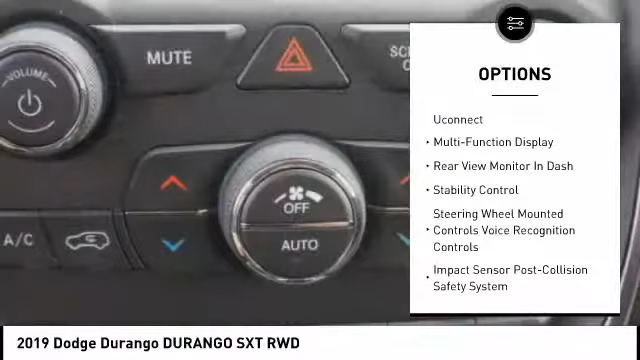 VOLUME
MUTE
SC
OFF
AUTO
A/C
OPTIONS
Uconnect
• Multi-Function Display
• Rear View Monitor In Dash
• Stability Control
Steering Wheel Mounted
• Controls Voice Recognition
Controls
• Impact Sensor Post-Collision
Safety System
2019 Dodge Durango DURANGO SXT RWD